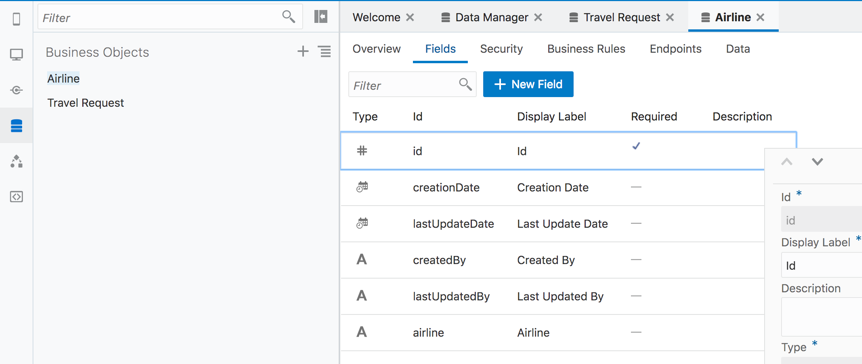 Filter
Business Objects
Airline
Travel Request
Welcome Data Manager Travel Request Airline
Overview Fields Security Business Rules Endpoints Data
Filter New Field
Type Id Display Label Required Description
id Id
creationDate Creation Date
lastUpdateDate Last Update Date
createdBy Created By
lastUpdatedBy Last Updated By
airline Airline
Id *
id
Display Label *
Id
Description
Type *